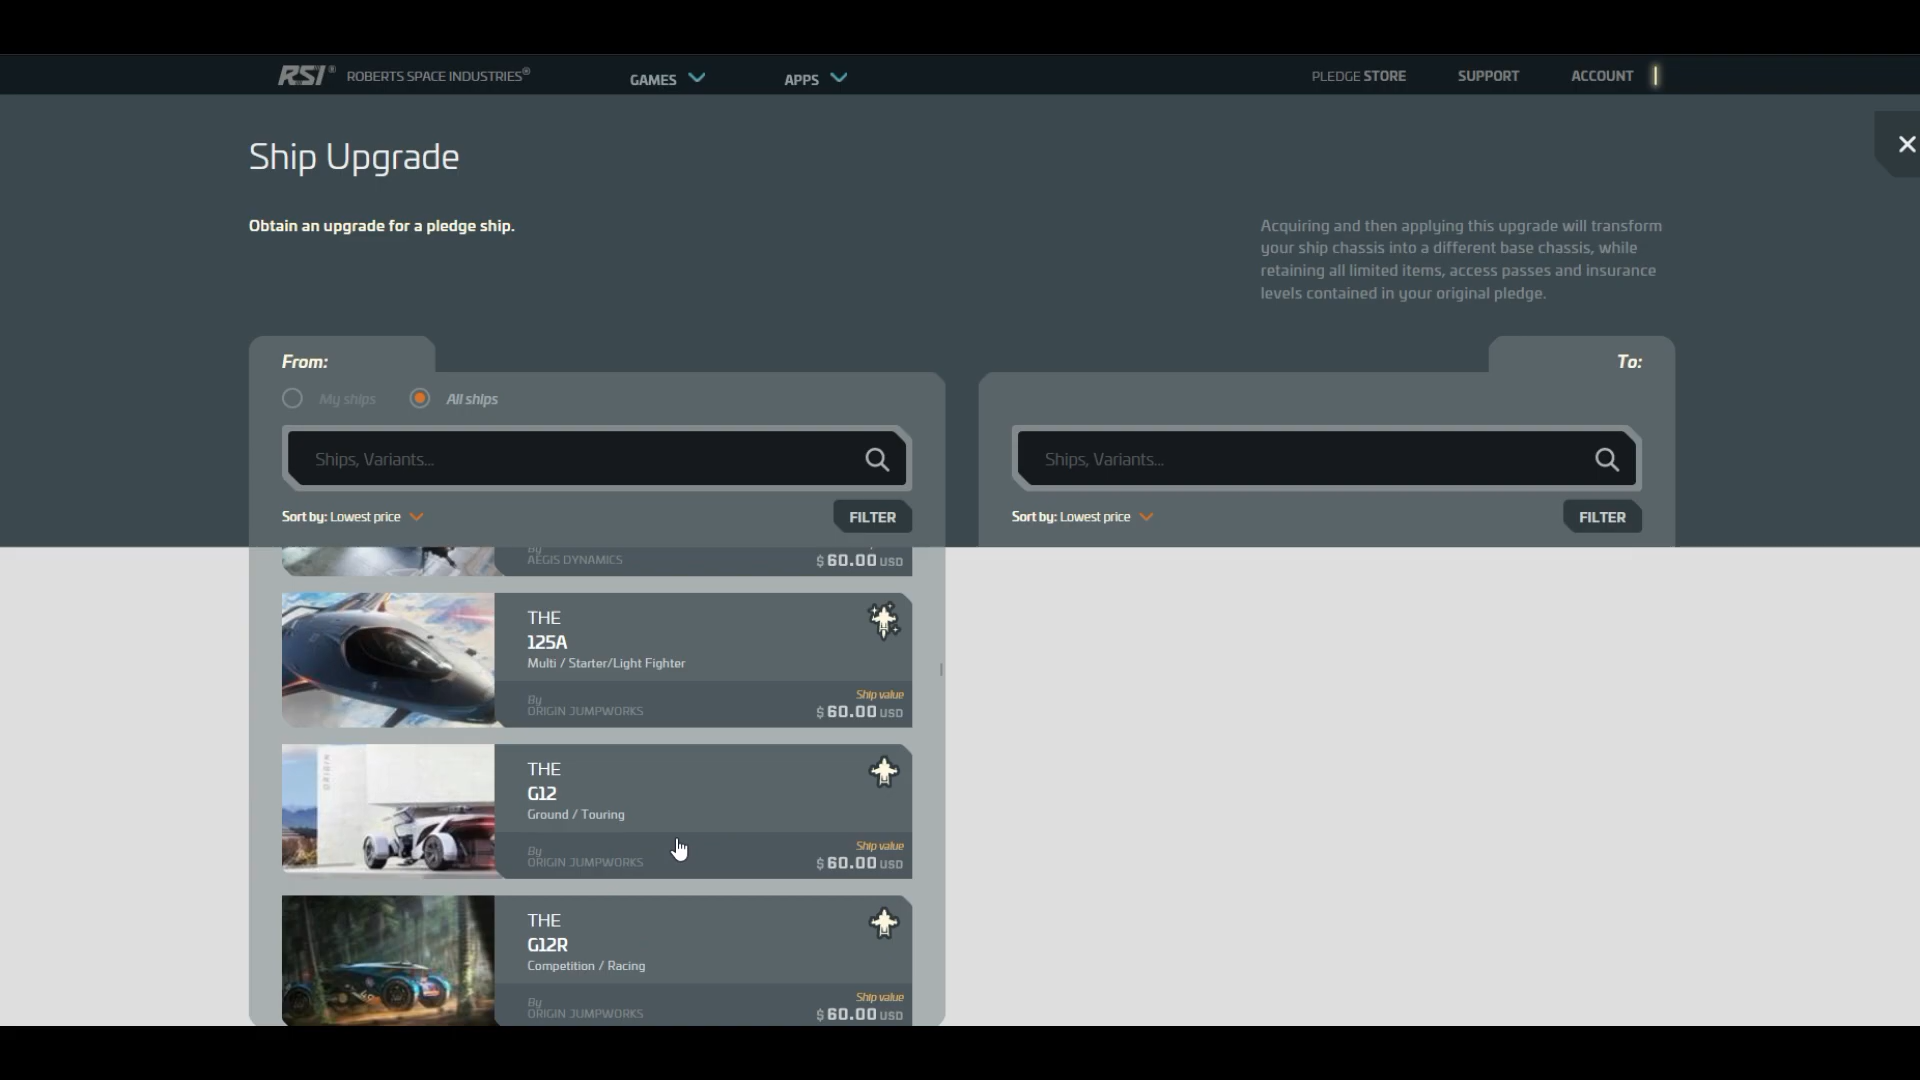 RSI® ROBERTS SPACE INDUSTRIES®
GAMES
APPS
PLEDGE STORE
SUPPORT
ACCOUNT
Ship Upgrade
Obtain an upgrade for a pledge ship.
Acquiring and then applying this upgrade will transform
your ship chassis into a different base chassis, while
retaining all limited items, access passes and insurance
levels contained in your original pledge.
From:
My ships
All ships
Ships, Variants...
Sort by: Lowest price
FILTER
By
AEGIS DYNAMICS
$ 60.00 USD
THE
125A
Multi / Starter/Light Fighter
By
ORIGIN JUMPWORKS
Ship value
$ 60.00 USD
THE
G12
Ground / Touring
By
ORIGIN JUMPWORKS
Ship value
$ 60.00 USD
THE
G12R
Competition / Racing
By
ORIGIN JUMPWORKS
Ship value
$ 60.00 USD
To:
Ships, Variants...
Sort by: Lowest price
FILTER